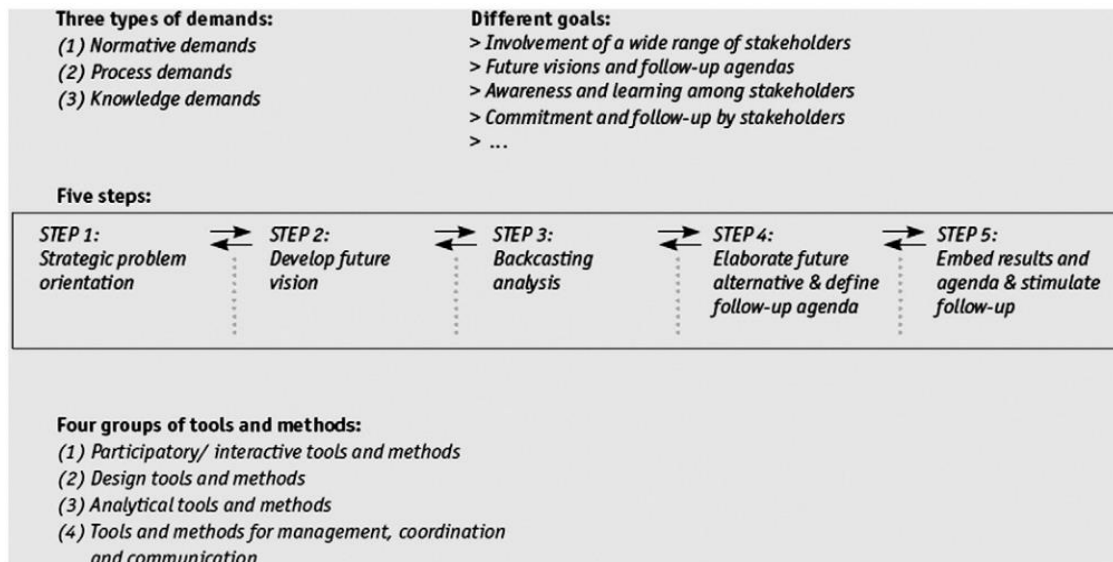 Three types of demands:
(1) Normative demands
(2) Process demands
(3) Knowledge demands
Different goals:
> Involvement of a wide range of stakeholders
> Future visions and follow-up agendas
> Awareness and learning among stakeholders
> Commitment and follow-up by stakeholders
> ...
Five steps:
STEP 1:
Strategic problem
orientation
STEP 2:
Develop future
vision
STEP 3:
Backcasting
analysis
STEP 4:
Elaborate future
alternative & define
follow-up agenda
STEP 5:
Embed results and
agenda & stimulate
follow-up
Four groups of tools and methods:
(1) Participatory/ interactive tools and methods
(2) Design tools and methods
(3) Analytical tools and methods
(4) Tools and methods for management, coordination
and communication